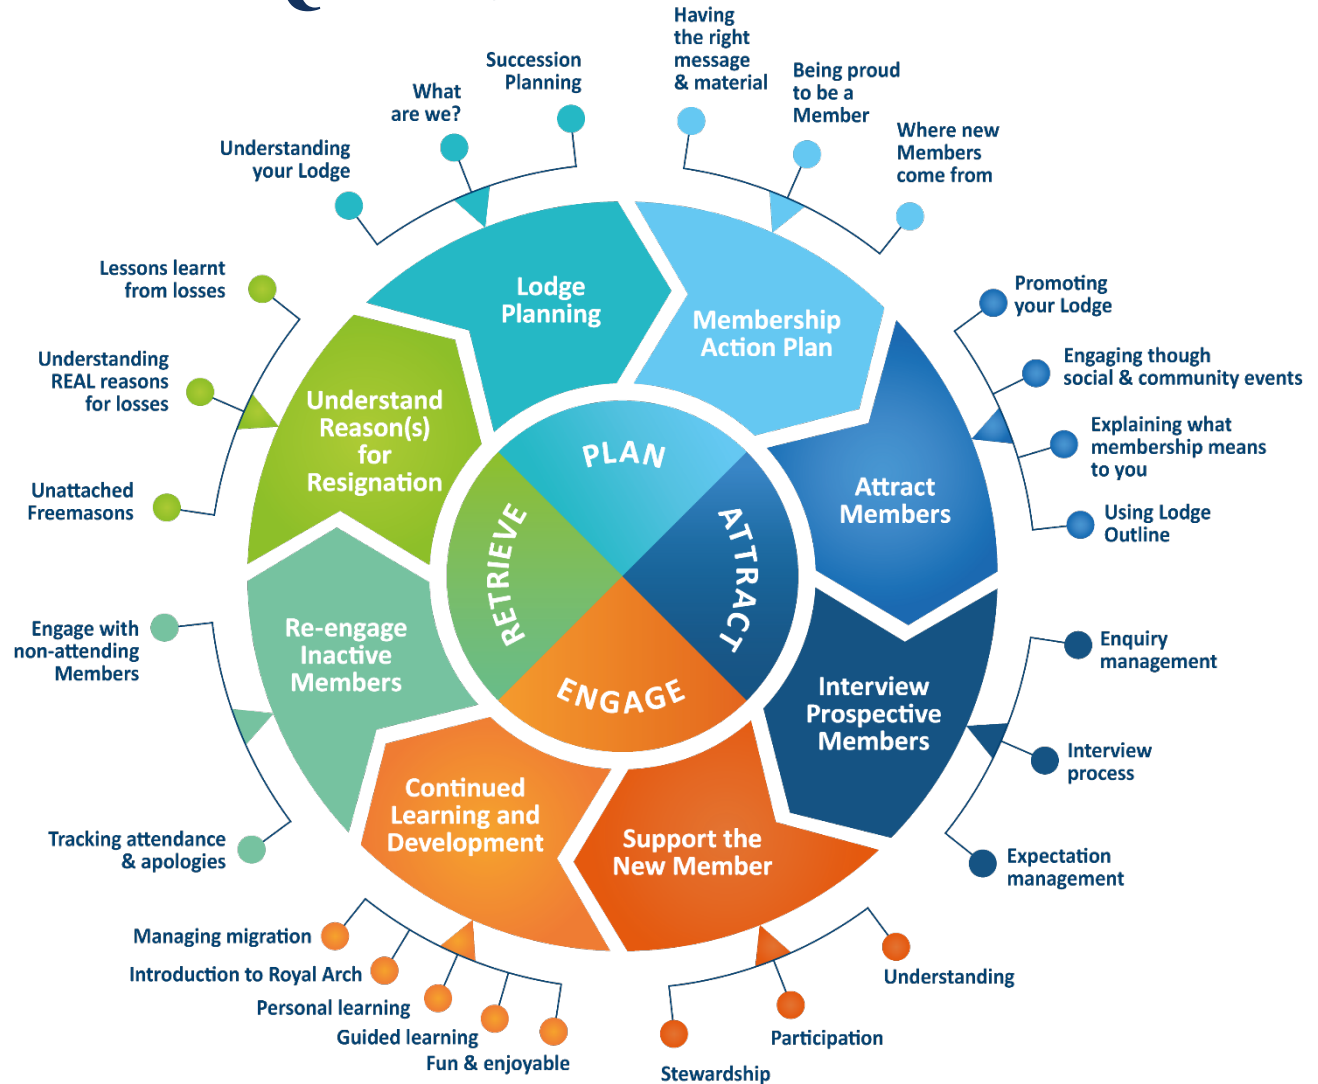 Having
the right
message
& material
Being proud
to be a
Member
Where new
Members
come from
Succession
Planning
What
are we?
Understanding
your Lodge
Lodge
Planning
Membership
Action Plan
Promoting
your Lodge
Engaging though
social & community events
Explaining what
membership means
to you
Using Lodge
Outline
Attract
Members
Enquiry
management
Interview
process
Expectation
management
Interview
Prospective
Members
Understanding
Participation
Stewardship
Support the
New Member
Fun & enjoyable
Guided learning
Personal learning
Introduction to Royal Arch
Managing migration
Continued
Learning and
Development
Tracking attendance
& apologies
Engage with
non-attending
Members
Re-engage
Inactive
Members
Unattached
Freemasons
Understanding
REAL reasons
for losses
Lessons learnt
from losses
Understand
Reason(s)
for
Resignation
PLAN
ATTRACT
ENGAGE
RETRIEVE